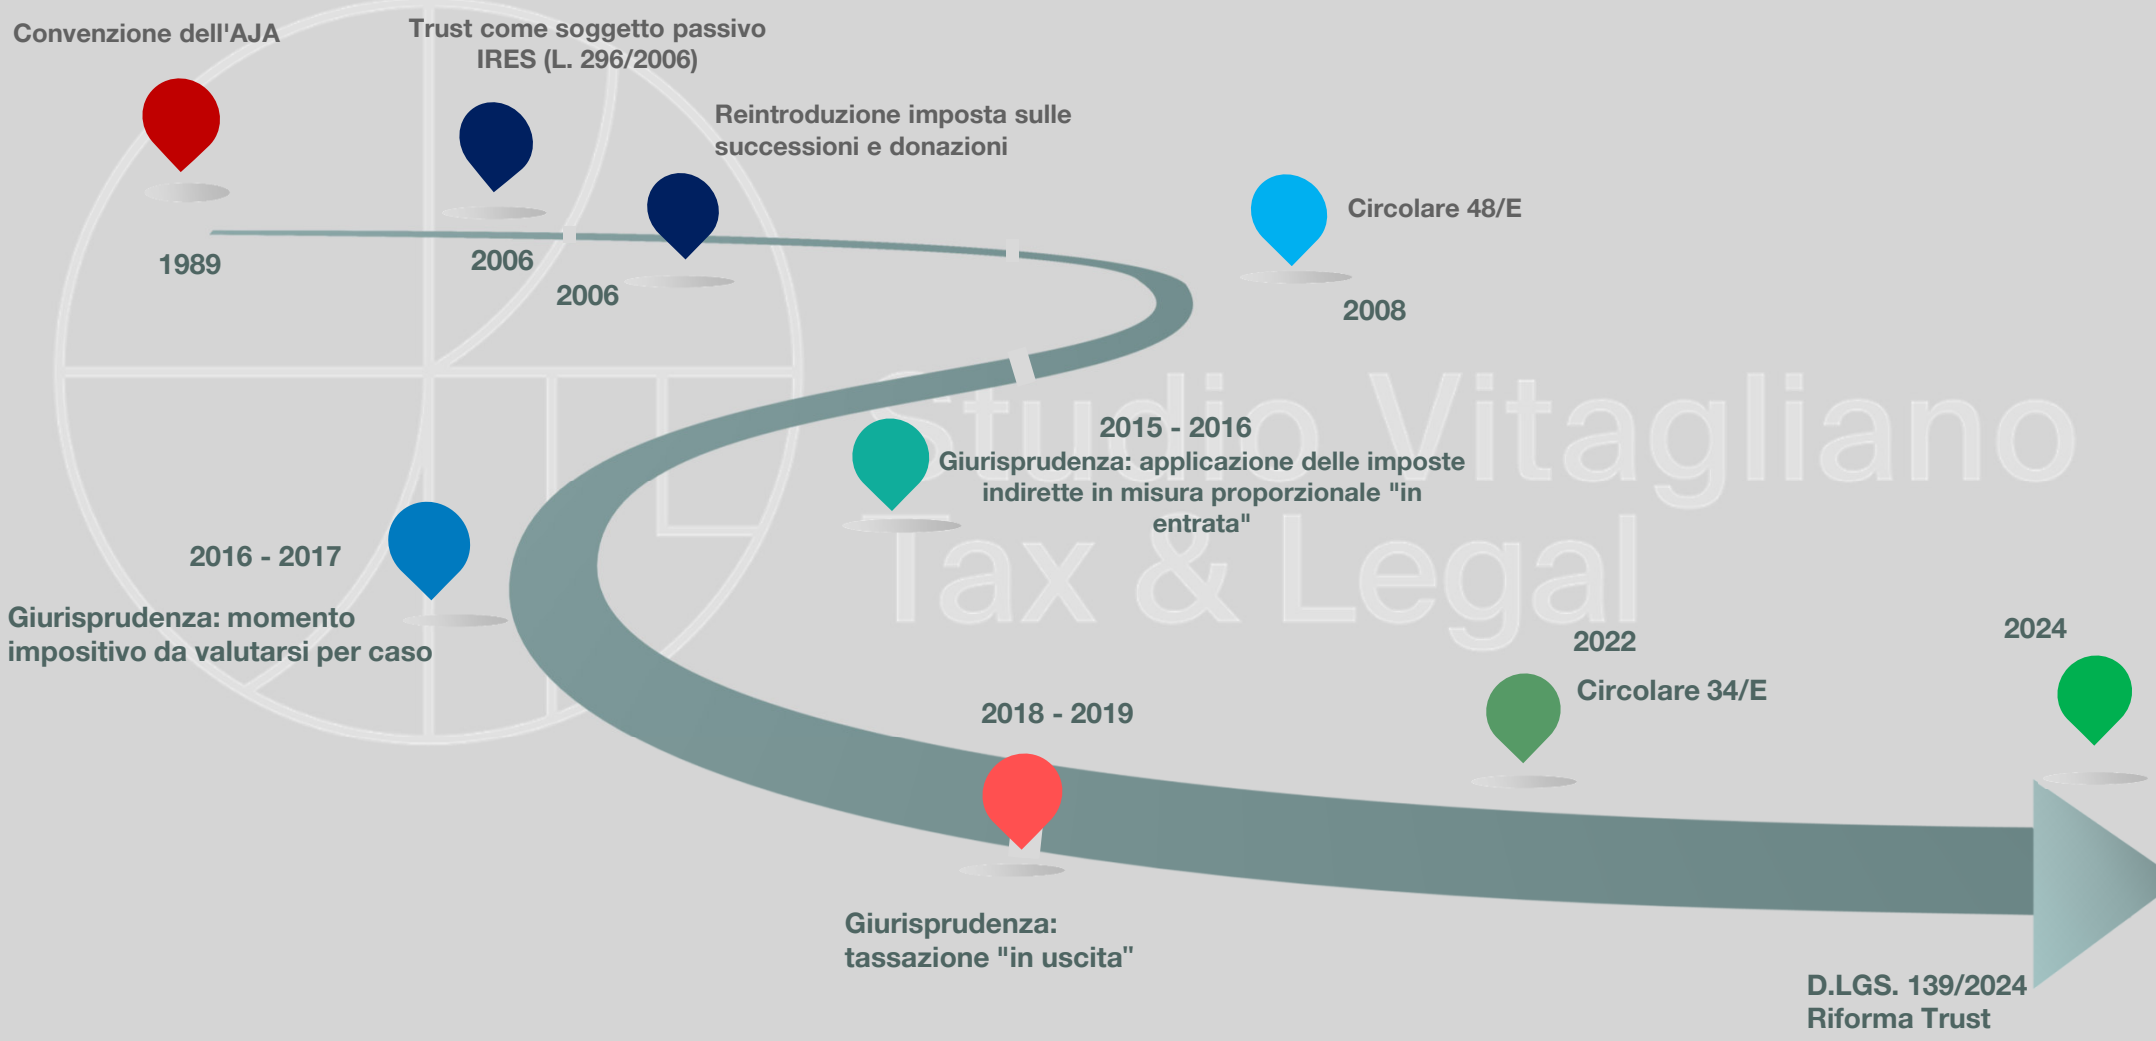 Convenzione dell'AJA
1989
Trust come soggetto passivo
IRES (L. 296/2006)
2006
Reintroduzione imposta sulle
successioni e donazioni
2006
Circolare 48/E
2008
Studio Vitagliano
Tax & Legal
2015 - 2016
Giurisprudenza: applicazione delle imposte
indirette in misura proporzionale "in
entrata"
2016 - 2017
Giurisprudenza: momento
impositivo da valutarsi per caso
2018 - 2019
Giurisprudenza:
tassazione "in uscita"
2022
Circolare 34/E
2024
D.LGS. 139/2024
Riforma Trust